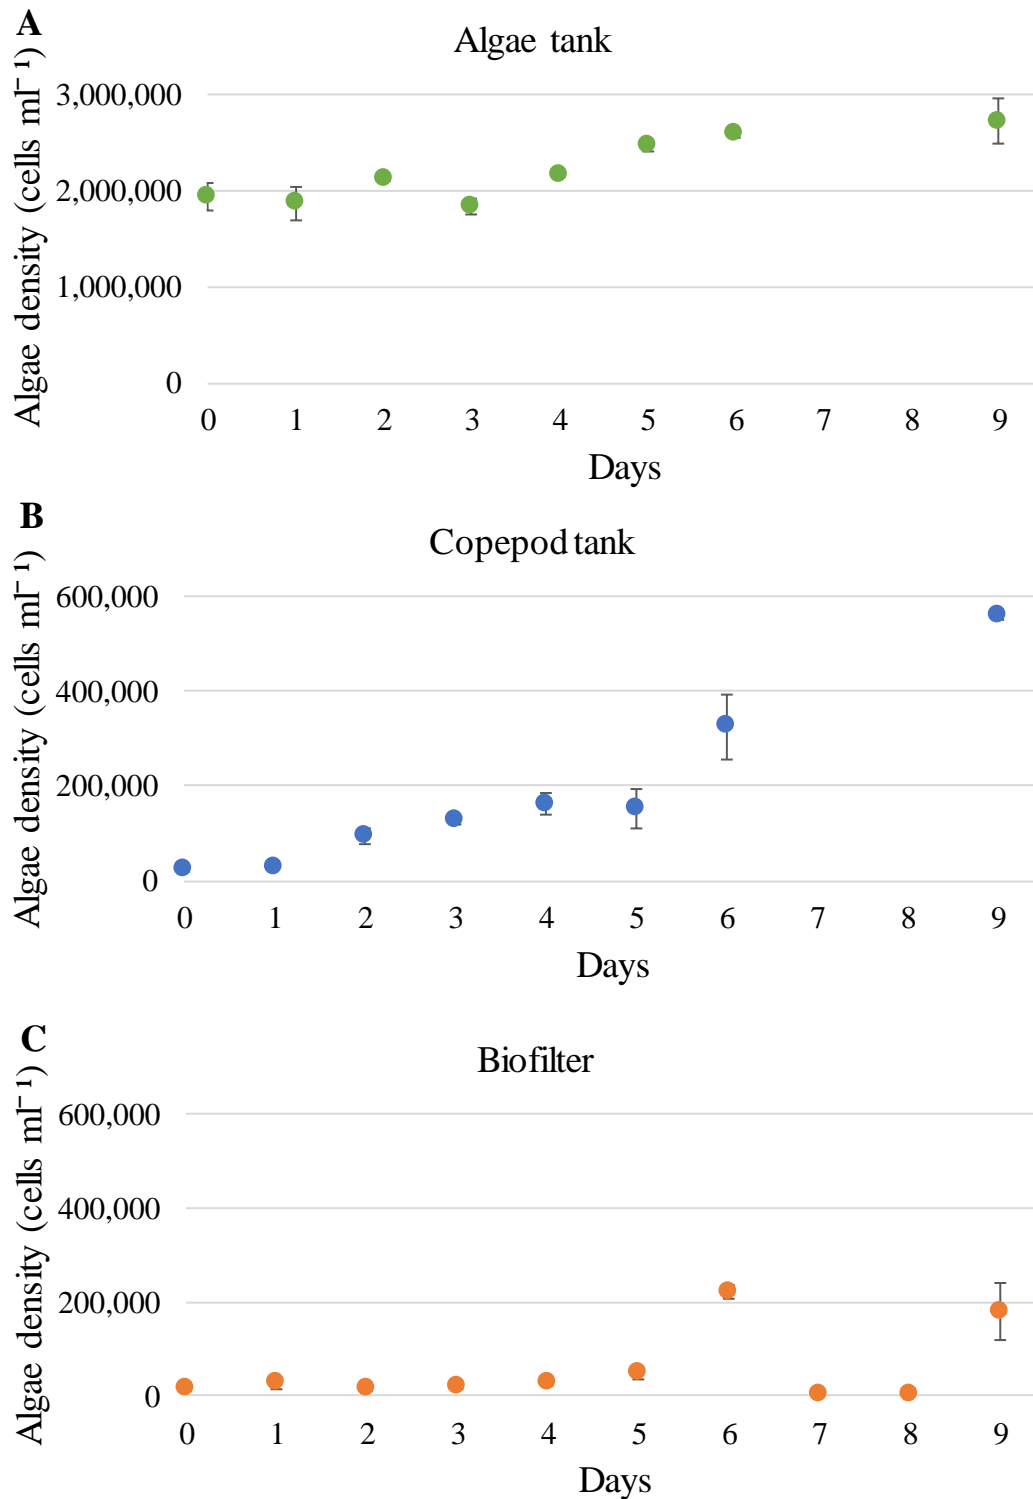 A
Algae tank
Algae density (cells ml⁻¹)
3,000,000
2,000,000
1,000,000
0
0 1 2 3 4 5 6 7 8 9
Days
B
Copepod tank
Algae density (cells ml⁻¹)
600,000
400,000
200,000
0
0 1 2 3 4 5 6 7 8 9
Days
C
Biofilter
Algae density (cells ml⁻¹)
600,000
400,000
200,000
0
0 1 2 3 4 5 6 7 8 9
Days